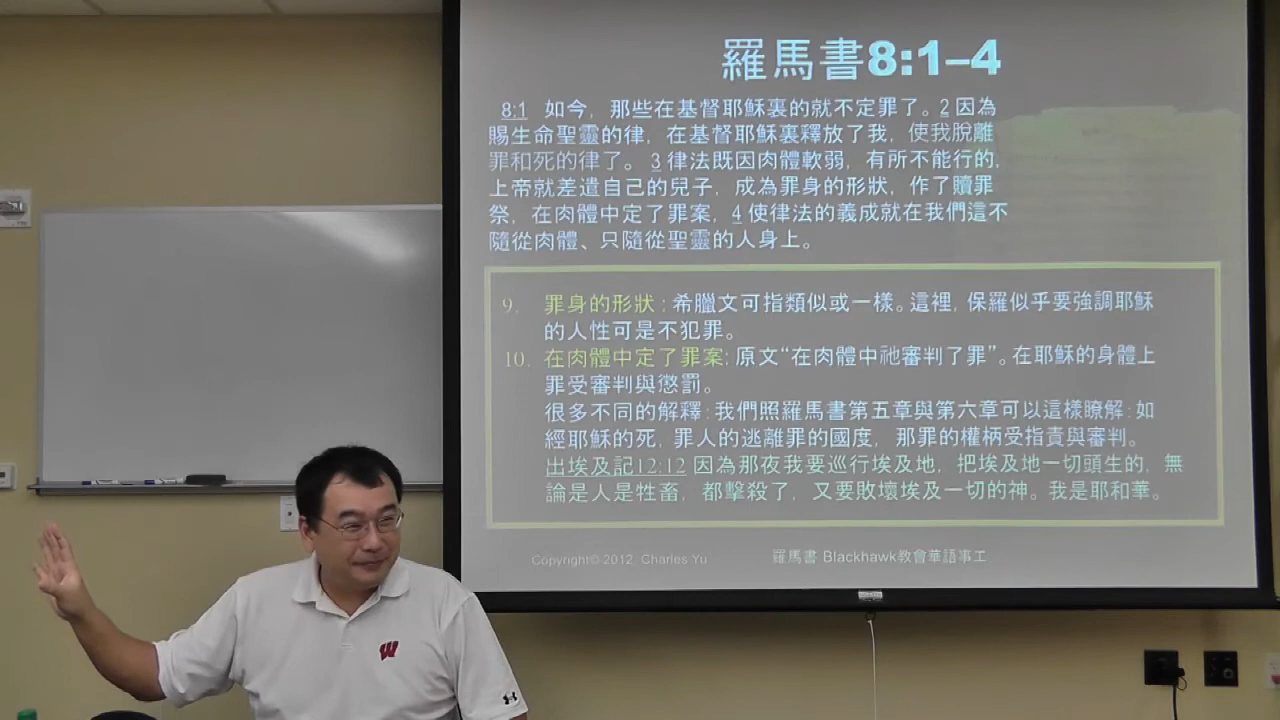 羅馬書8:1–4
8:1 如今，那些在基督耶穌裏的就不定罪了。2 因為
賜生命聖靈的律，在基督耶穌裏釋放了我，使我脫離
罪和死的律了。 3 律法既因肉體軟弱，有所不能行的，
上帝就差遣自己的兒子，成為罪身的形狀，作了贖罪
祭，在肉體中定了罪案，4 使律法的義成就在我們這不
隨從肉體、只隨從聖靈的人身上。
9. 罪身的形狀：希臘文可指類似或一樣。這裡，保羅似乎要強調耶穌
的人性可是不犯罪。
10. 在肉體中定了罪案：原文“在肉體中祂審判了罪”。在耶穌的身體上
罪受審判與懲罰。
很多不同的解釋：我們照羅馬書第五章與第六章可以這樣瞭解：如
經耶穌的死，罪人的逃離罪的國度，那罪的權柄受指責與審判。
出埃及記12:12 因為那夜我要巡行埃及地，把埃及地一切頭生的，無
論是人是牲畜，都擊殺了，又要敗壞埃及一切的神。我是耶和華。
Copyright© 2012, Charles Yu
羅馬書 Blackhawk教會華語事工
W